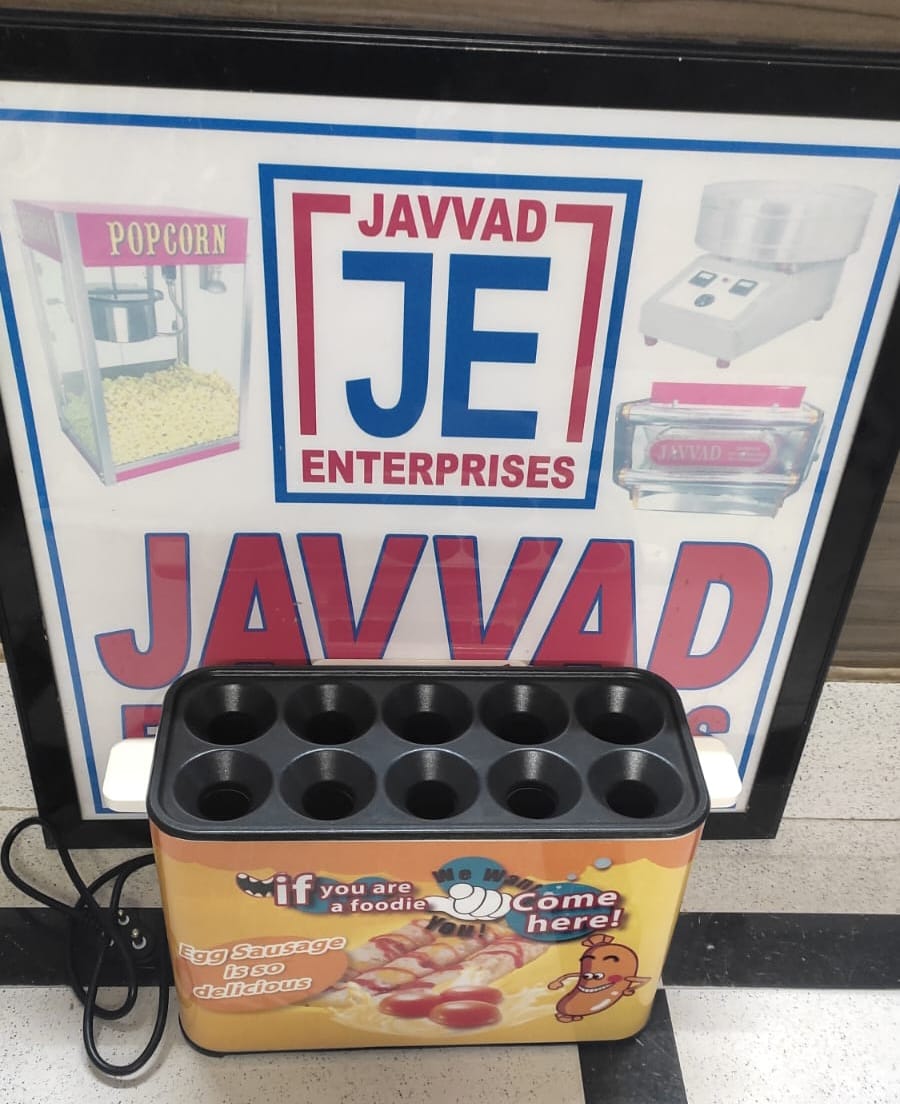 POPCORN
JAVVAD
JE
ENTERPRISES
JAVVAD
JAVVAD
if you are
a foodie
We Want
You!
Come
here!
Egg Sausage
is so
delicious